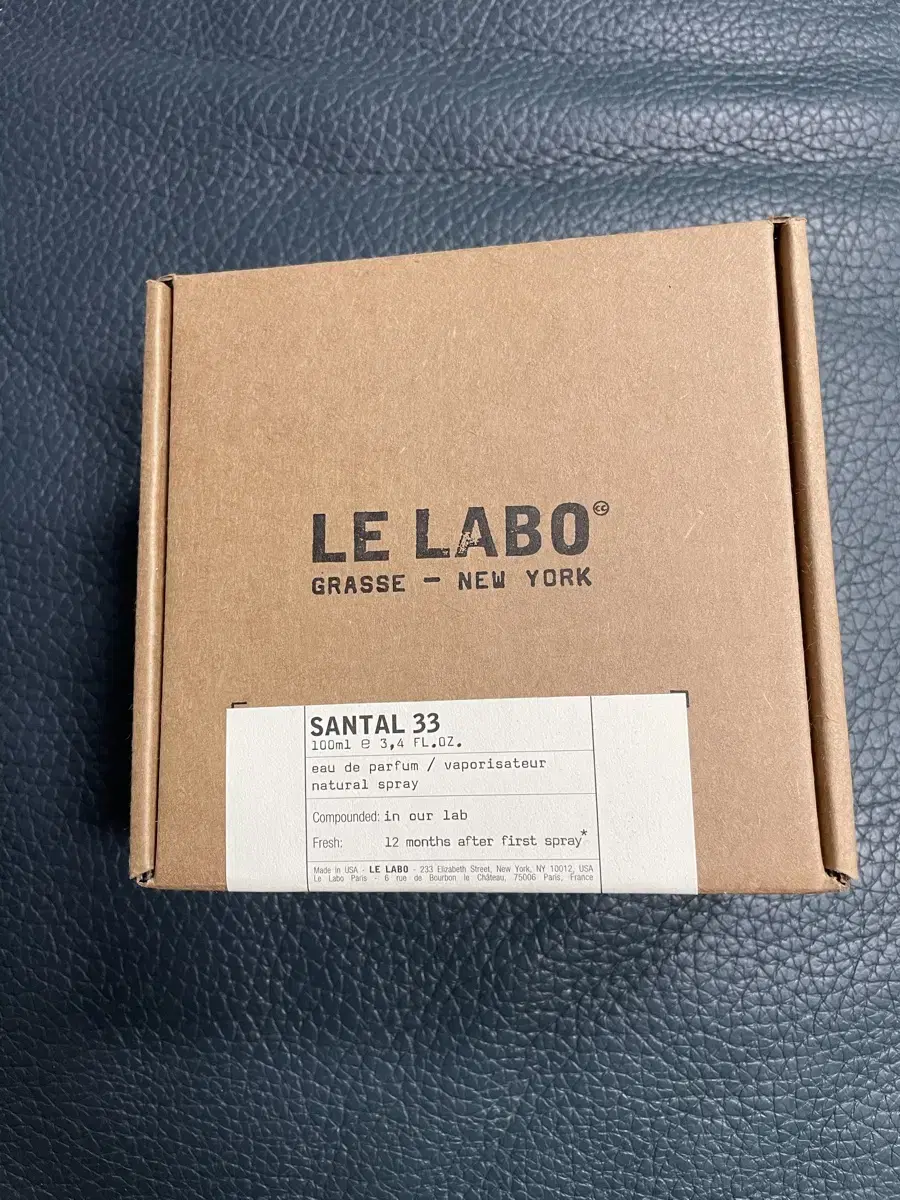 LE LABO cc
GRASSE — NEW YORK
SANTAL 33
100ml e 3,4 FL.OZ.
eau de parfum / vaporisateur
natural spray
Compounded: in our lab
Fresh: 12 months after first spray*
Made in USA - LE LABO - 233 Elizabeth Street, New York, NY 10012, USA
Le Labo Paris - 6 rue de Bourbon le Château, 75006 Paris, France